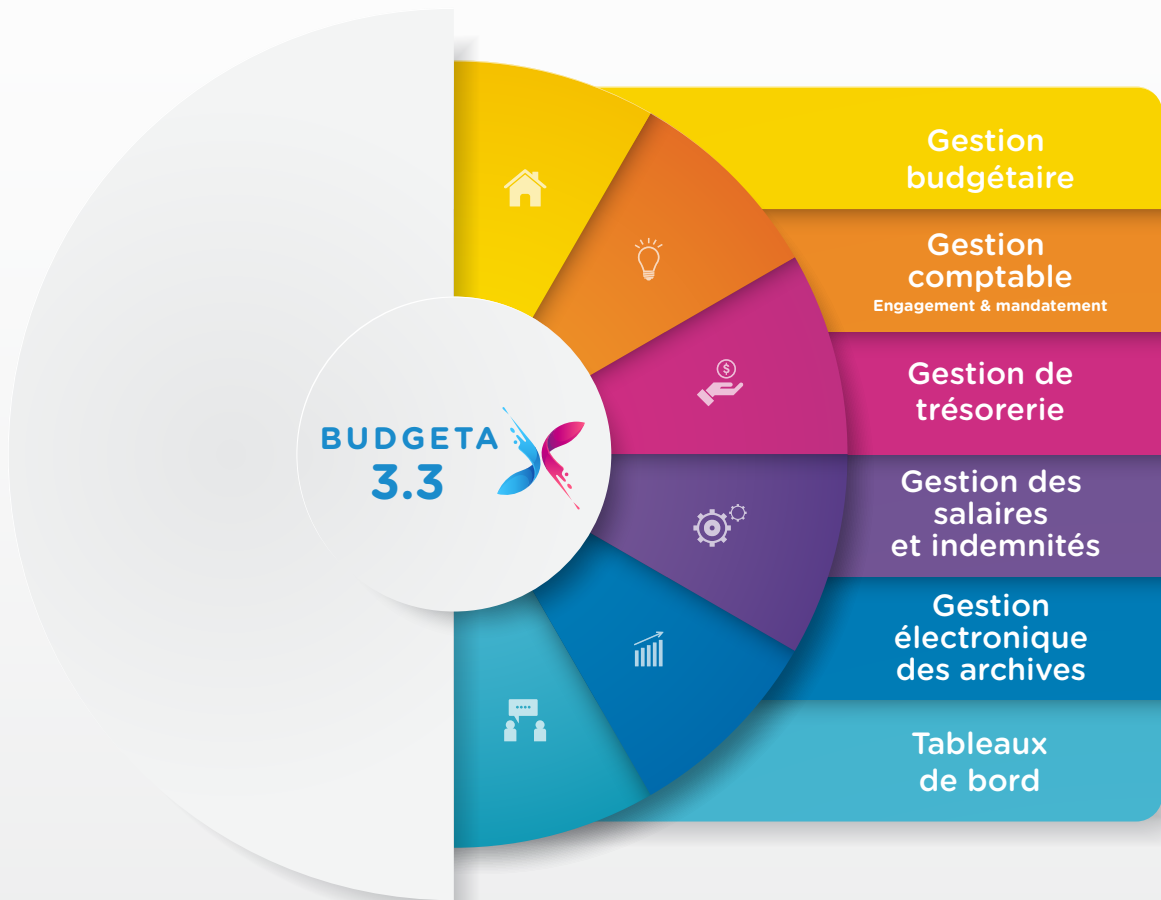 BUDGETA
3.3
Gestion
budgétaire
Gestion
comptable
Engagement & mandatement
Gestion de
trésorerie
Gestion des
salaires
et indemnités
Gestion
électronique
des archives
Tableaux
de bord